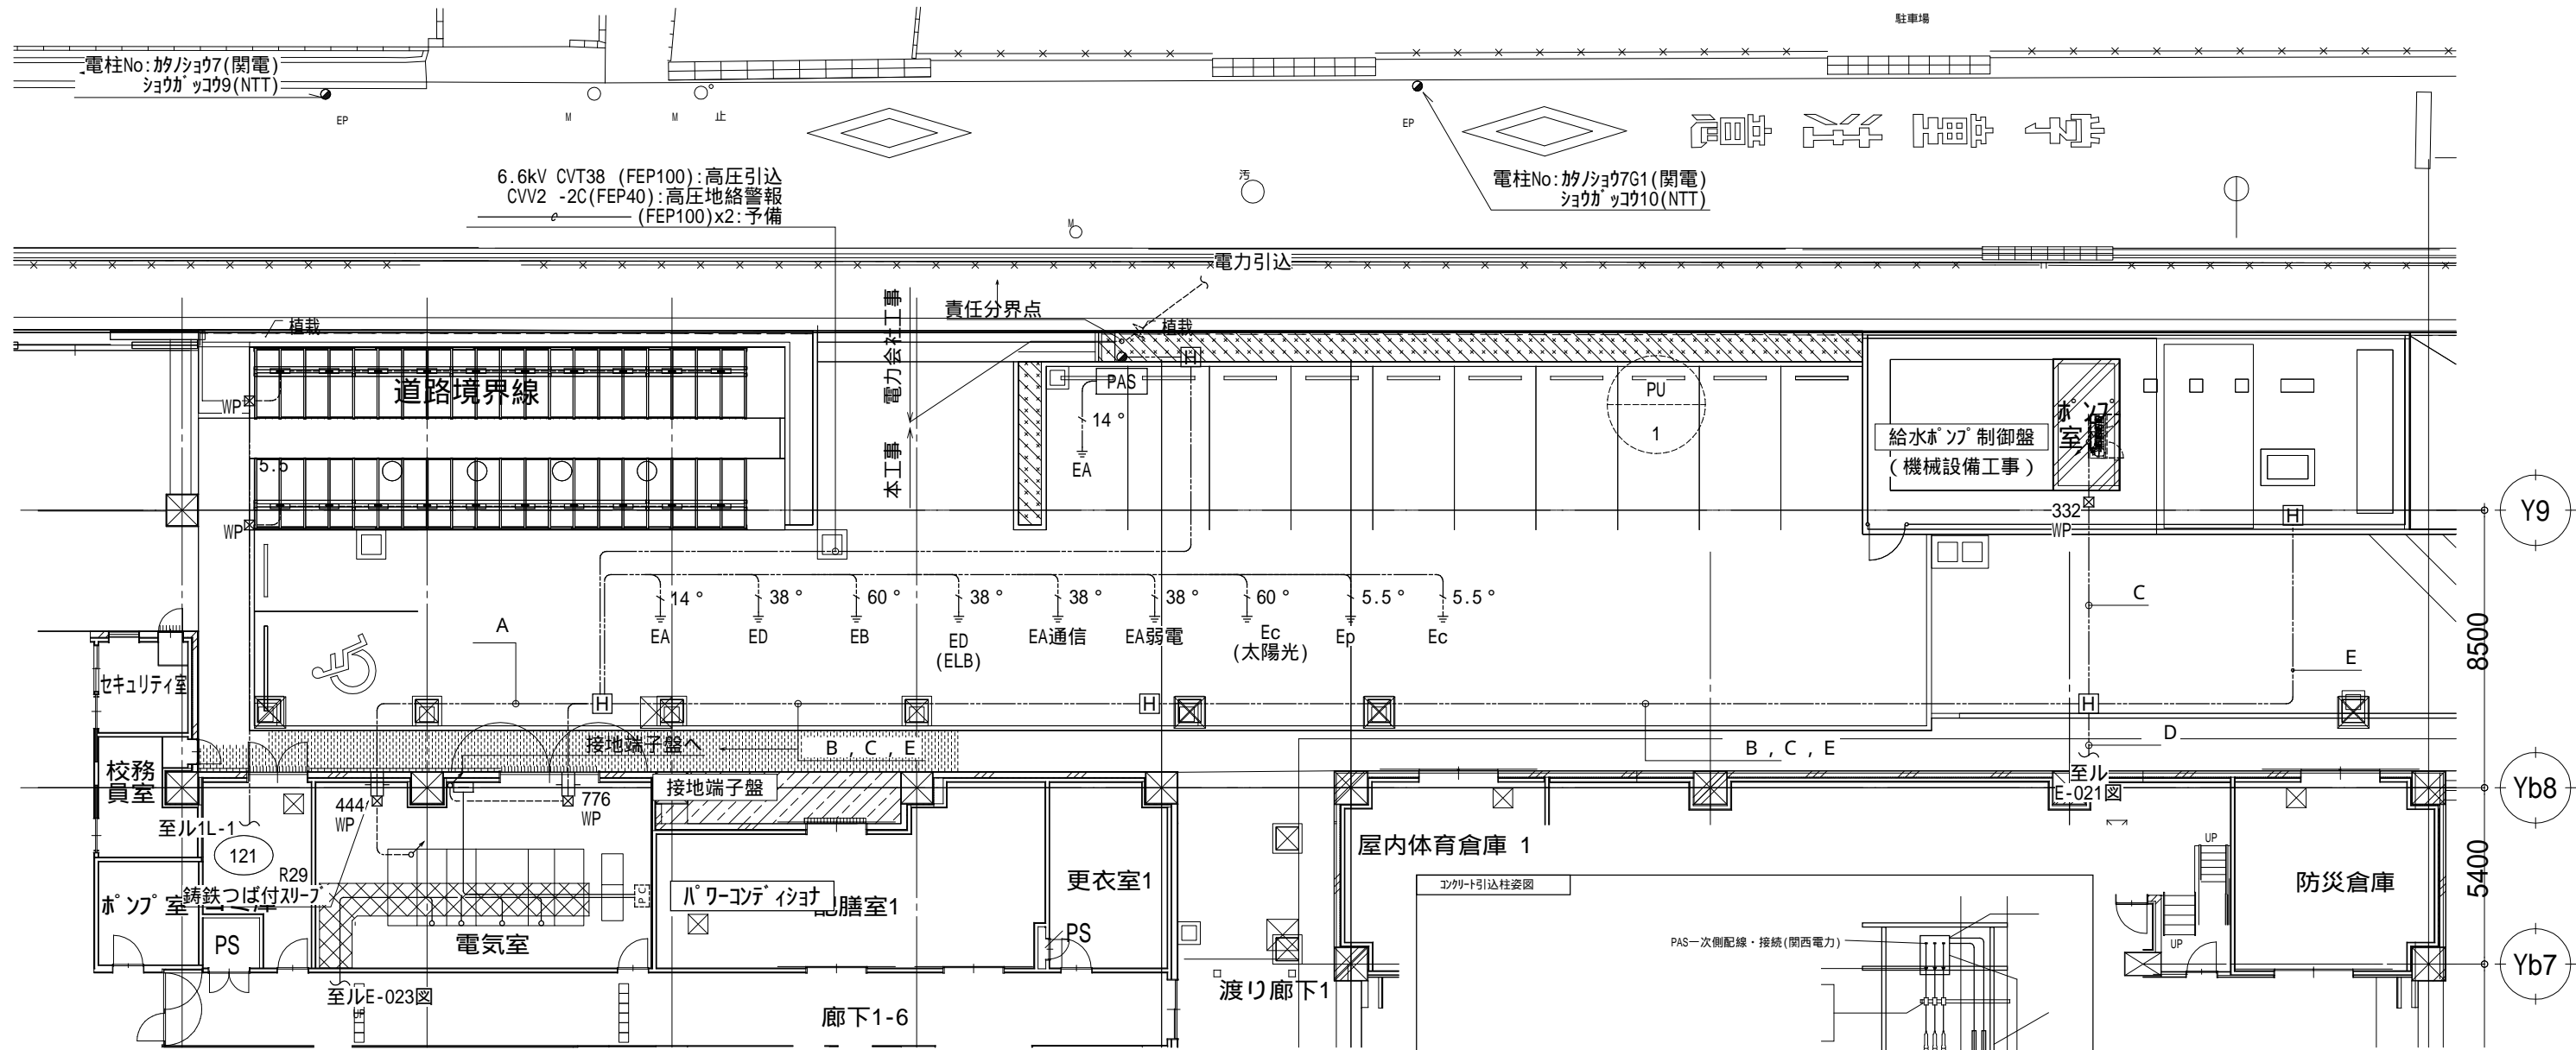 駐車場
電柱No:ｶﾀﾉｼｮｳ7(関電)
ｼｮｳｶﾞｯｺｳ9(NTT)
EP
M
M
止
EP
電柱No:ｶﾀﾉｼｮｳ7G1(関電)
ｼｮｳｶﾞｯｺｳ10(NTT)
6.6kV CVT38 (FEP100):高圧引込
CVV2 -2C(FEP40):高圧地絡警報
(FEP100)x2:予備
汚
M
電力引込
責任分界点
電力会社工事
本工事
植栽
植栽
道路境界線
WP
5.5
WP
H
PAS
14 °
EA
PU
1
ﾎﾟﾝﾌﾟ
室
給水ﾎﾟﾝﾌﾟ制御盤
(機械設備工事)
332
WP
H
Y9
14 °
38 °
60 °
38 °
38 °
38 °
60 °
5.5 °
5.5 °
EA
ED
EB
ED
(ELB)
EA通信
EA弱電
Ec
(太陽光)
Ep
Ec
A
C
E
8500
ｾｷｭﾘﾃｨ室
H
H
H
接地端子盤へ
B , C , E
B , C , E
D
校務
員室
接地端子盤
至ル
E-021図
Yb8
444
WP
776
WP
至ル1L-1
121
R29
鋳鉄つば付ｽﾘｰﾌﾞ
ﾎﾟﾝﾌﾟ室
PS
電気室
PC
ﾊﾟﾜｰｺﾝﾃﾞｨｼｮﾅ
配膳室1
更衣室1
PS
屋内体育倉庫 1
UP
防災倉庫
5400
ｺﾝｸﾘｰﾄ引込柱姿図
PAS一次側配線・接続(関西電力)
UP
Yb7
至ルE-023図
UP
廊下1-6
渡り廊下1